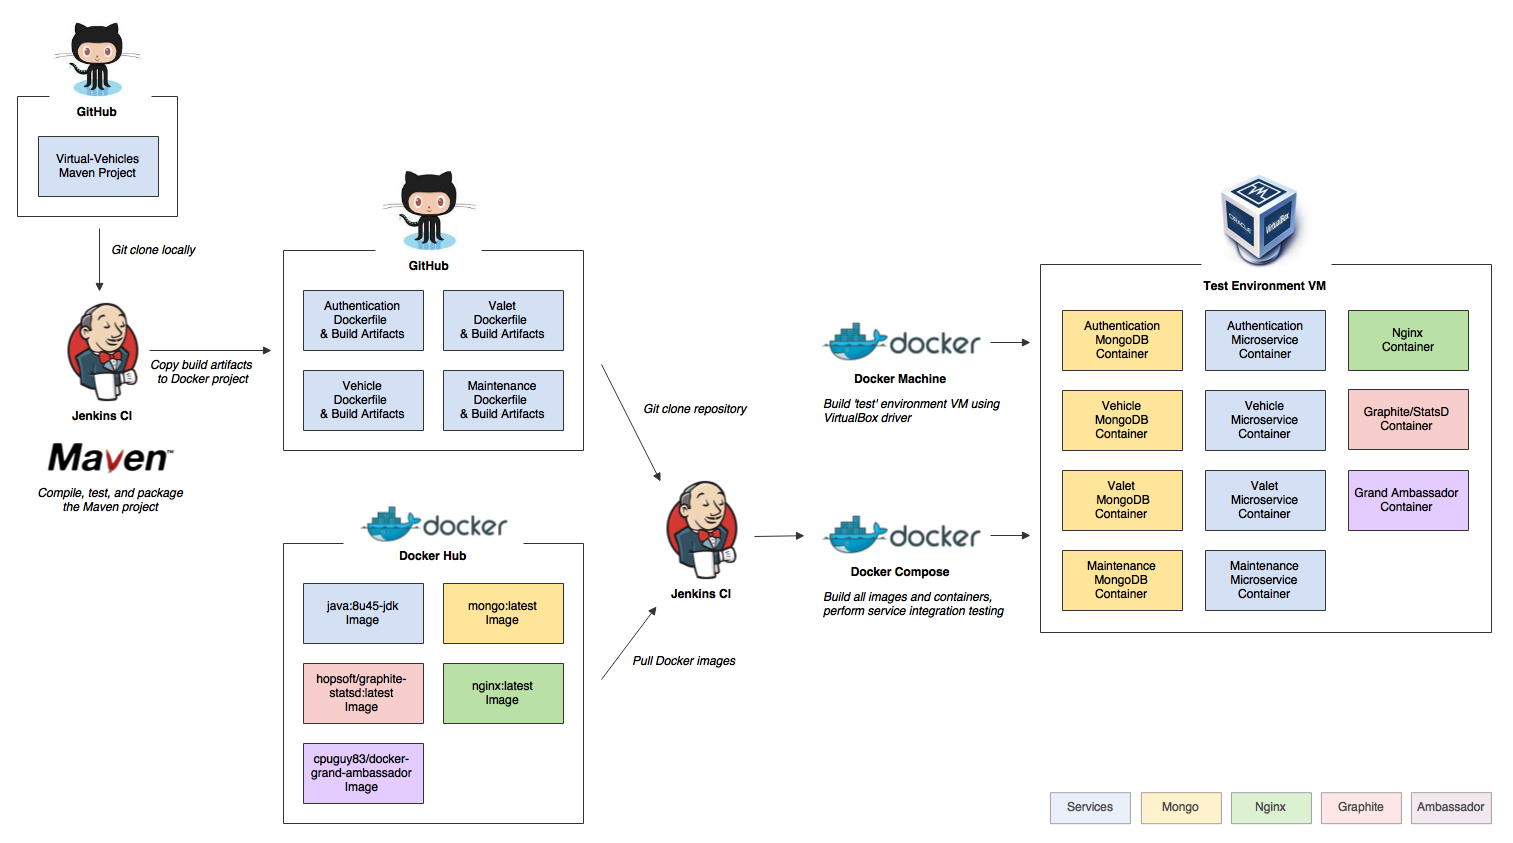 GitHub
Virtual-Vehicles
Maven Project
Git clone locally
Jenkins CI
Maven™
Compile, test, and package
the Maven project
Copy build artifacts
to Docker project
GitHub
Authentication
Dockerfile
& Build Artifacts
Valet
Dockerfile
& Build Artifacts
Vehicle
Dockerfile
& Build Artifacts
Maintenance
Dockerfile
& Build Artifacts
docker
Docker Hub
java:8u45-jdk
Image
mongo:latest
Image
hopsoft/graphite-
statsd:latest
Image
nginx:latest
Image
cpuguy83/docker-
grand-ambassador
Image
Git clone repository
Pull Docker images
Jenkins CI
docker
Docker Machine
Build 'test' environment VM using
VirtualBox driver
docker
Docker Compose
Build all images and containers,
perform service integration testing
VM
ORACLE
VirtualBox
Test Environment VM
Authentication
MongoDB
Container
Authentication
Microservice
Container
Nginx
Container
Vehicle
MongoDB
Container
Vehicle
Microservice
Container
Graphite/StatsD
Container
Valet
MongoDB
Container
Valet
Microservice
Container
Grand Ambassador
Container
Maintenance
MongoDB
Container
Maintenance
Microservice
Container
Services
Mongo
Nginx
Graphite
Ambassador